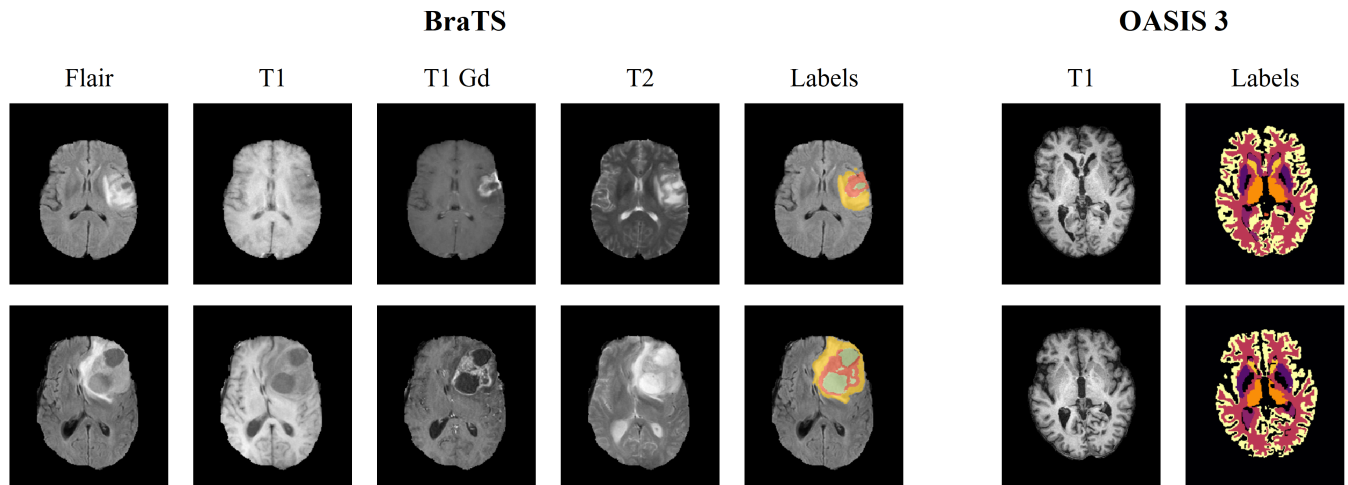 BraTS
OASIS 3
Flair
T1
T1 Gd
T2
Labels
T1
Labels